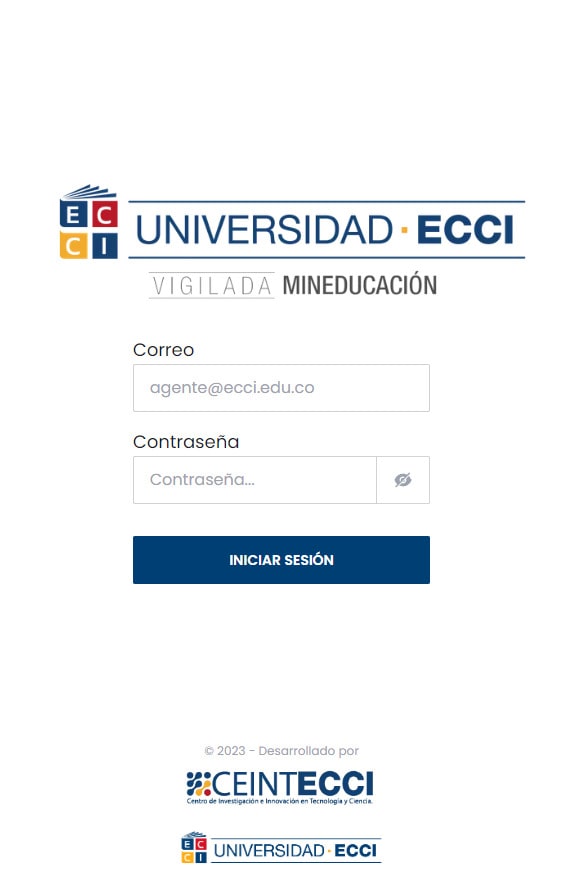 E C
C I
UNIVERSIDAD · ECCI
VIGILADA MINEDUCACIÓN
Correo
agente@ecci.edu.co
Contraseña
Contraseña...
INICIAR SESIÓN
© 2023 - Desarrollado por
CEINTECCI
Centro de Investigación e Innovación en Tecnología y Ciencia.
E C
C I
UNIVERSIDAD · ECCI